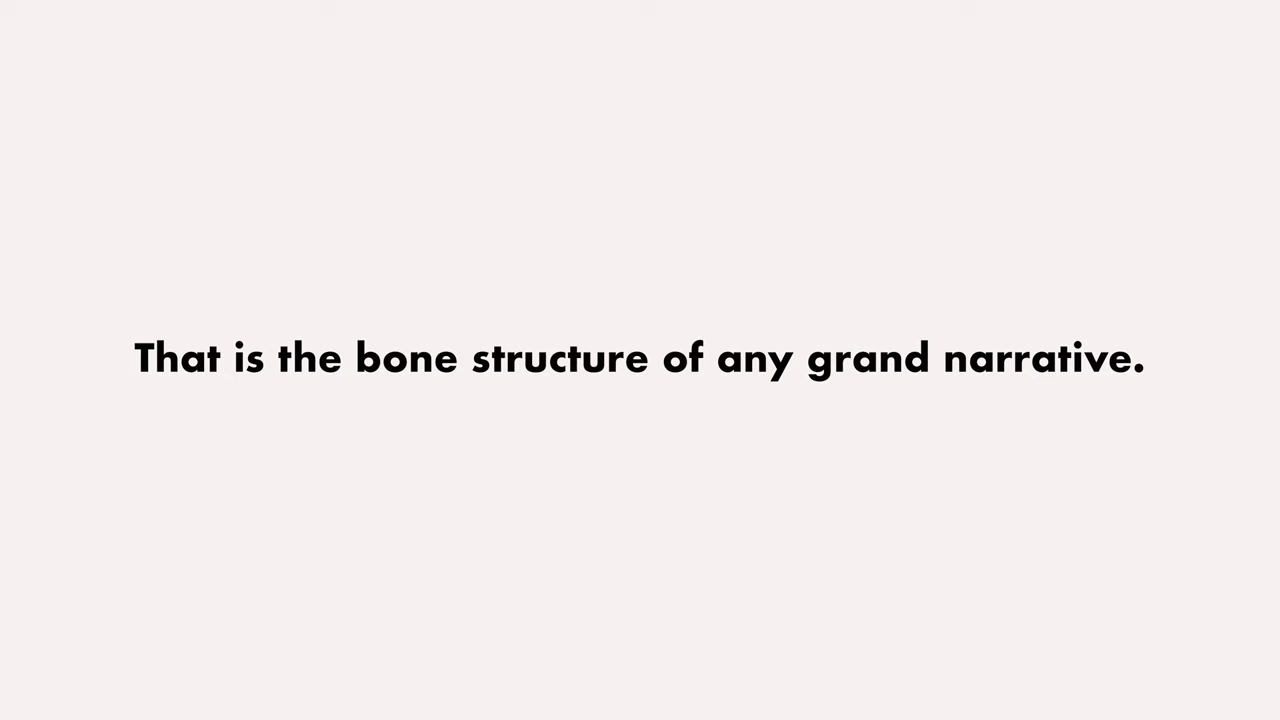 That is the bone structure of any grand narrative.